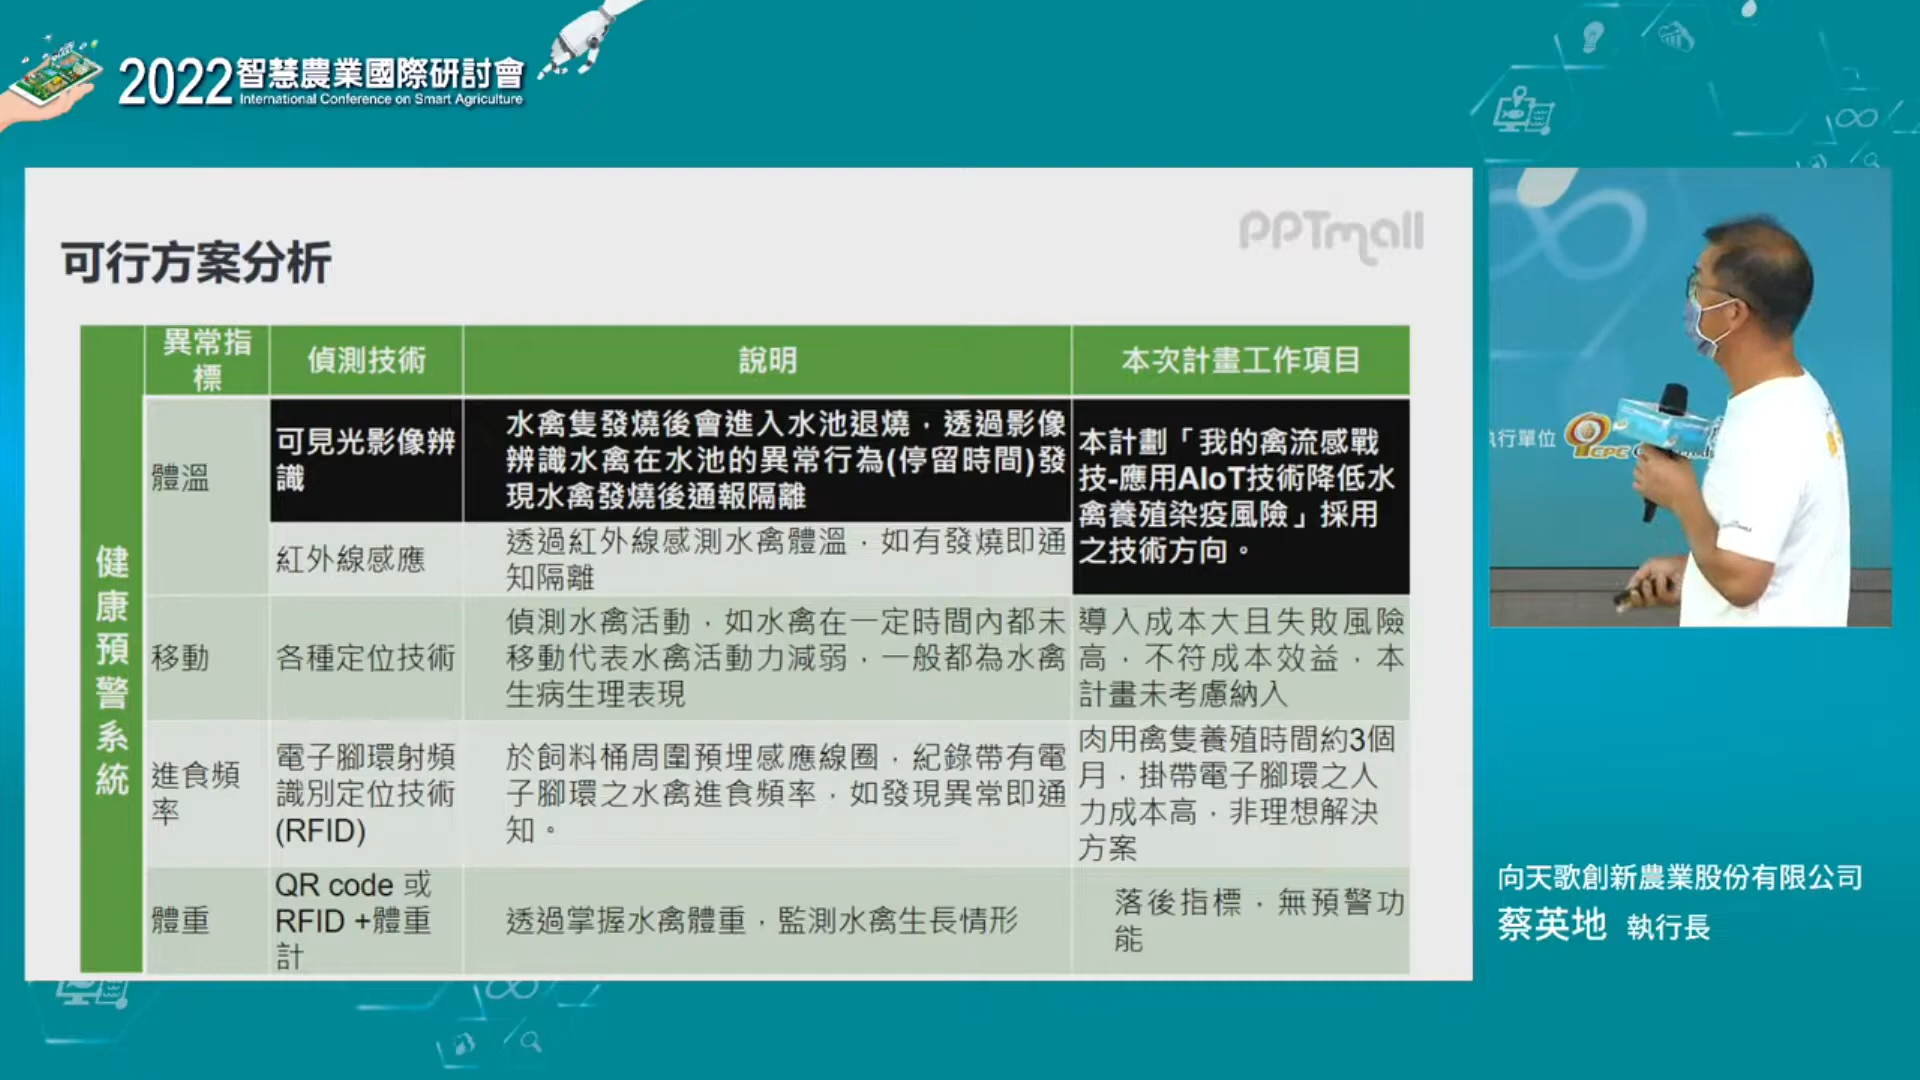 2022智慧農業國際研討會
International Conference on Smart Agriculture
PPTmall
可行方案分析
健康預警系統
異常指
標
偵測技術
說明
本次計畫工作項目
體溫
可見光影像辨
識
水禽隻發燒後會進入水池退燒，透過影像
辨識水禽在水池的異常行為(停留時間)發
現水禽發燒後通報隔離
本計劃「我的禽流感戰
技-應用AIoT技術降低水
禽養殖染疫風險」採用
之技術方向。
紅外線感應
透過紅外線感測水禽體溫，如有發燒即通
知隔離
移動
各種定位技術
偵測水禽活動，如水禽在一定時間內都未
移動代表水禽活動力減弱，一般都為水禽
生病生理表現
導入成本大且失敗風險
高，不符成本效益，本
計畫未考慮納入
進食頻
率
電子腳環射頻
識別定位技術
(RFID)
於飼料桶周圍預埋感應線圈，紀錄帶有電
子腳環之水禽進食頻率，如發現異常即通
知。
肉用禽隻養殖時間約3個
月，掛帶電子腳環之人
力成本高，非理想解決
方案
體重
QR code 或
RFID +體重
計
透過掌握水禽體重，監測水禽生長情形
落後指標，無預警功
能
執行單位
CPC
向天歌創新農業股份有限公司
蔡英地 執行長